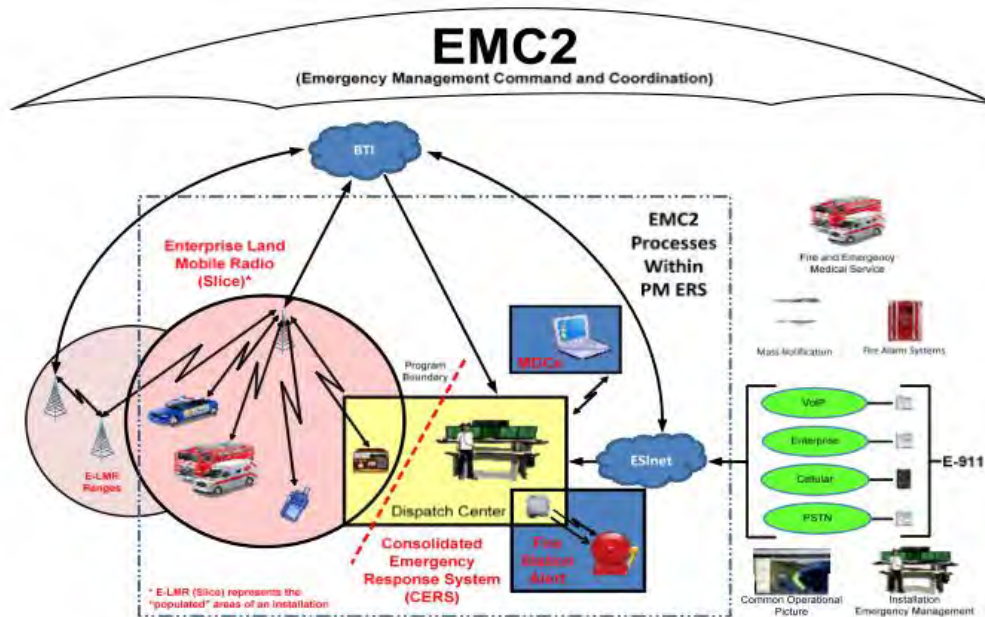 EMC2
(Emergency Management Command and Coordination)
BTI
EMC2
Processes
Within
PM ERS
Enterprise Land
Mobile Radio
(Slice)*
Fire and Emergency
Medical Service
Mass Notification
Fire Alarm Systems
Program
Boundary
MDCs
VoIP
Enterprise
Cellular
PSTN
E-911
ESInet
E-LMR
Ranges
Dispatch Center
Fire
Station
Alert
Consolidated
Emergency
Response System
(CERS)
* E-LMR (Slice) represents the
"populated" areas of an installation
Common Operational
Picture
Installation
Emergency Management